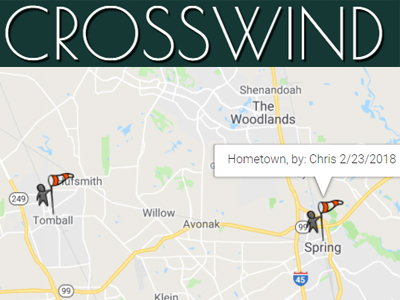 CROSSWIND
Shenandoah
The
Woodlands
Hometown, by: Chris 2/23/2018
249
Tomball
Willow
Avonak
99
Spring
45
99
Klein